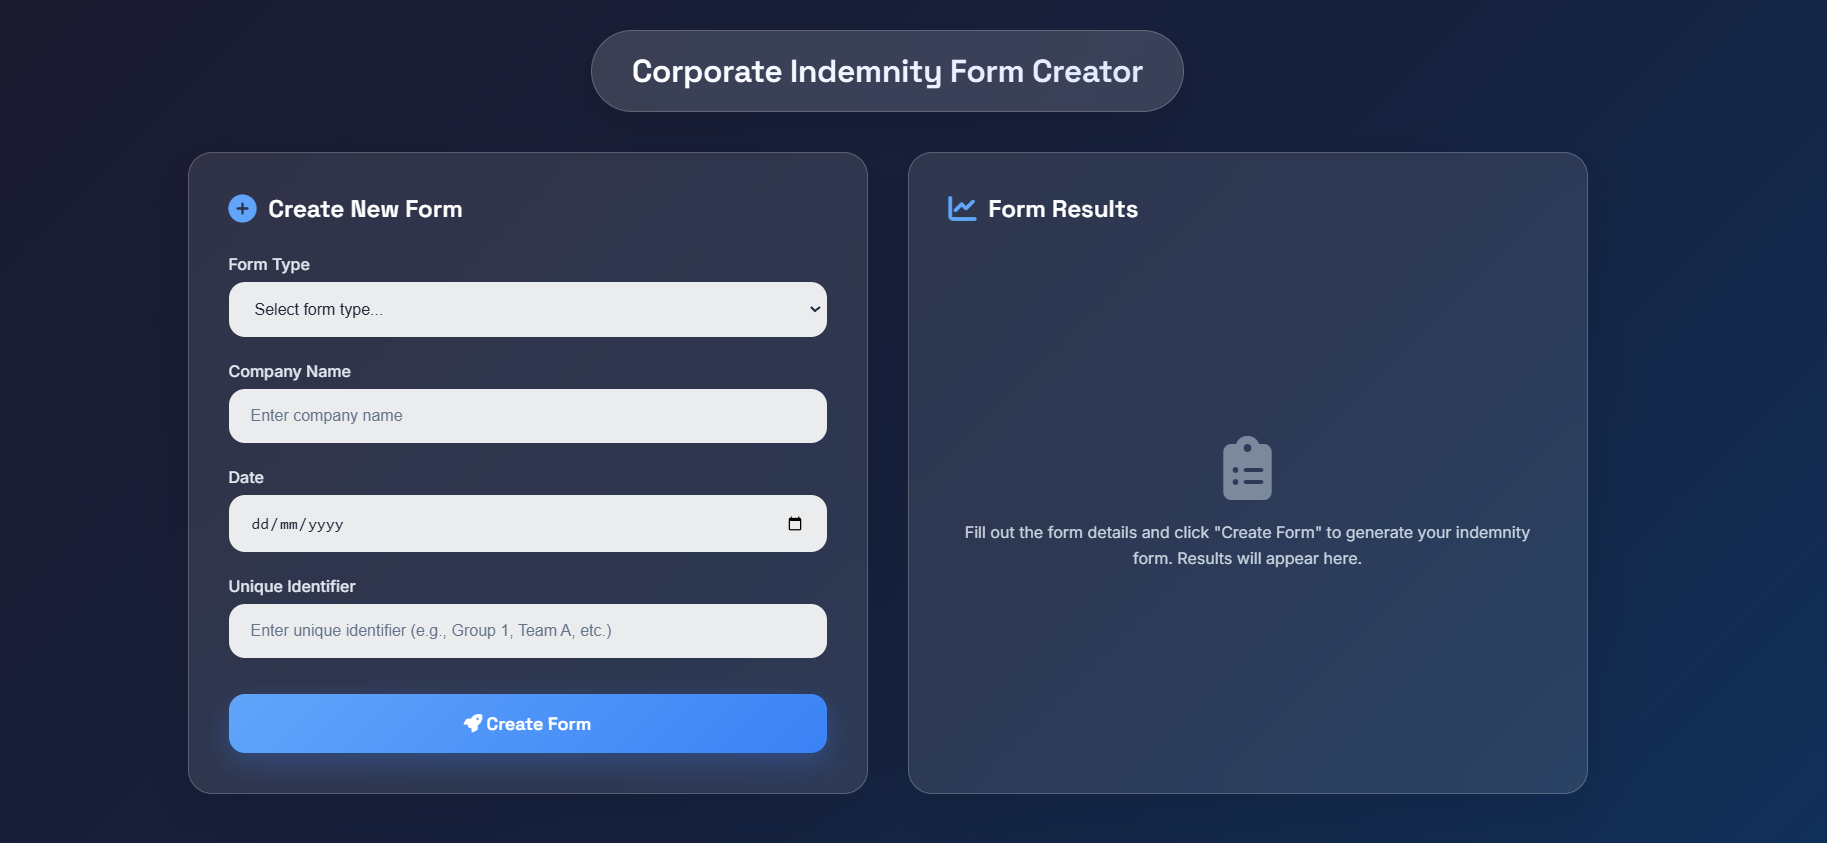 Corporate Indemnity Form Creator
Create New Form
Form Type
Select form type...
Company Name
Enter company name
Date
dd/mm/yyyy
Unique Identifier
Enter unique identifier (e.g., Group 1, Team A, etc.)
Create Form
Form Results
Fill out the form details and click "Create Form" to generate your indemnity
form. Results will appear here.